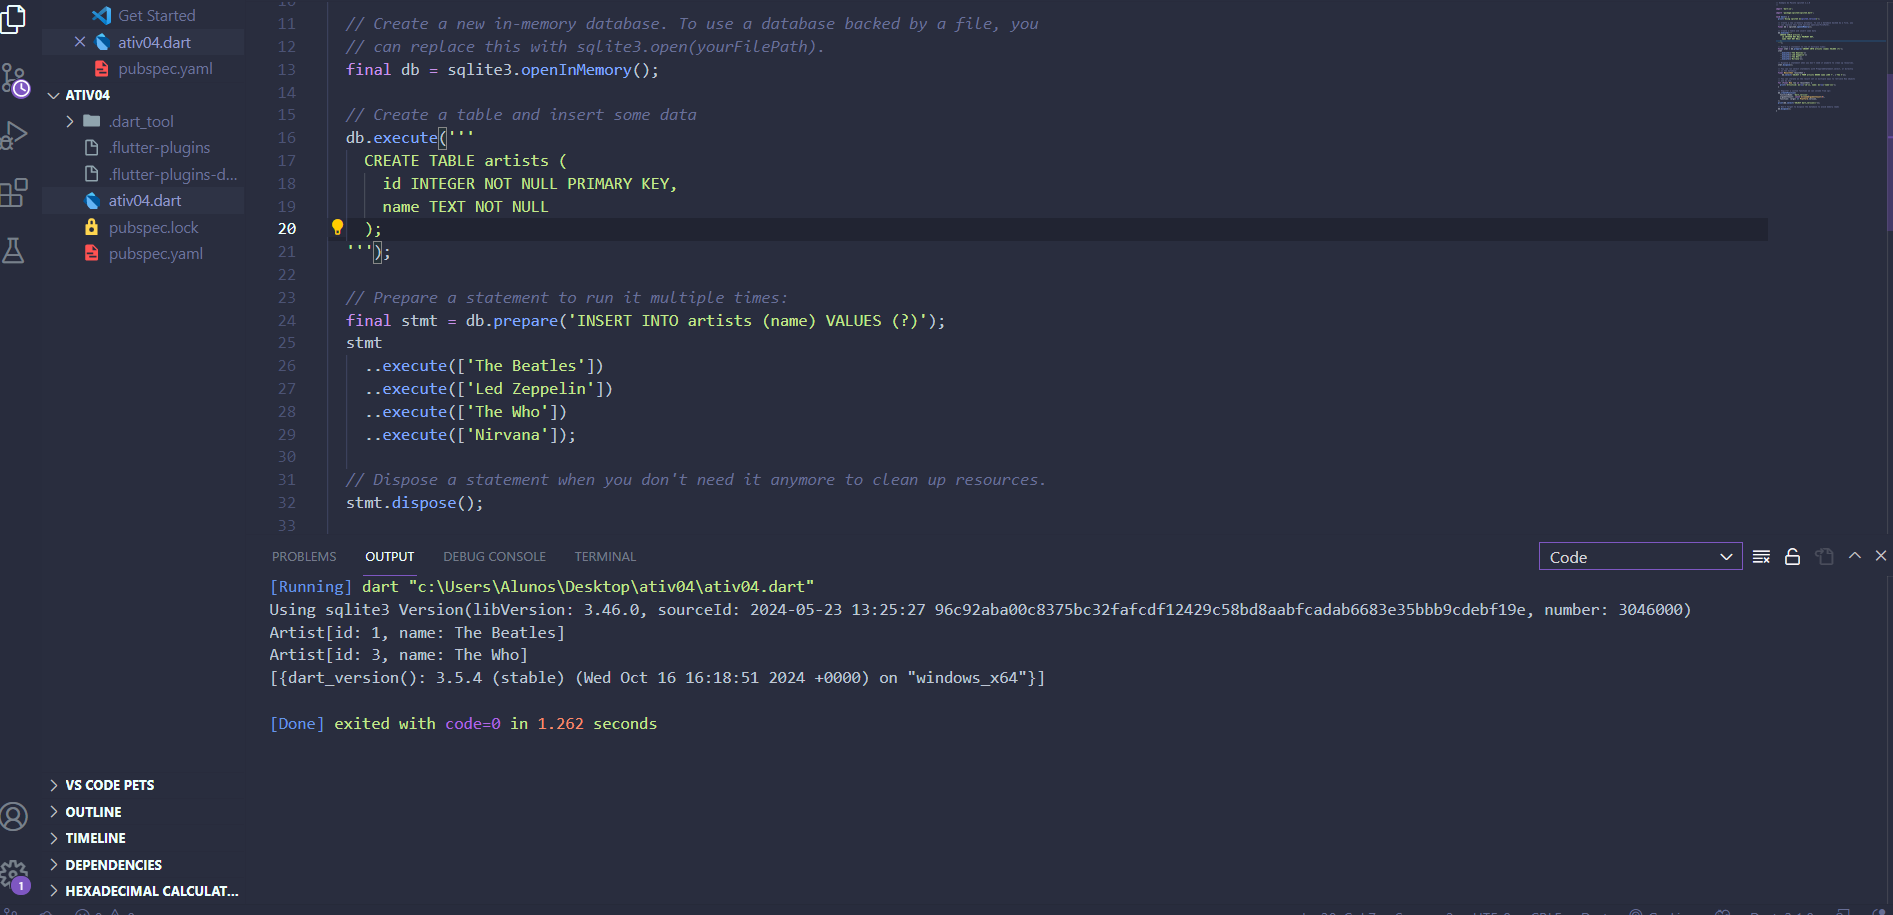 Get Started
ativ04.dart
pubspec.yaml
ATIV04
.dart_tool
.flutter-plugins
.flutter-plugins-d...
ativ04.dart
pubspec.lock
pubspec.yaml
VS CODE PETS
OUTLINE
TIMELINE
DEPENDENCIES
HEXADECIMAL CALCULAT...
1
11 // Create a new in-memory database. To use a database backed by a file, you
12 // can replace this with sqlite3.open(yourFilePath).
13 final db = sqlite3.openInMemory();
14
15 // Create a table and insert some data
16 db.execute('''
17 CREATE TABLE artists (
18 id INTEGER NOT NULL PRIMARY KEY,
19 name TEXT NOT NULL
20 );
21 ''');
22
23 // Prepare a statement to run it multiple times:
24 final stmt = db.prepare('INSERT INTO artists (name) VALUES (?)');
25 stmt
26 ..execute(['The Beatles'])
27 ..execute(['Led Zeppelin'])
28 ..execute(['The Who'])
29 ..execute(['Nirvana']);
30
31 // Dispose a statement when you don't need it anymore to clean up resources.
32 stmt.dispose();
33
PROBLEMS OUTPUT DEBUG CONSOLE TERMINAL Code
[Running] dart "c:\Users\Alunos\Desktop\ativ04\ativ04.dart"
Using sqlite3 Version(libVersion: 3.46.0, sourceId: 2024-05-23 13:25:27 96c92aba00c8375bc32fafcdf12429c58bd8aabfcadab6683e35bbb9cdebf19e, number: 3046000)
Artist[id: 1, name: The Beatles]
Artist[id: 3, name: The Who]
[{dart_version(): 3.5.4 (stable) (Wed Oct 16 16:18:51 2024 +0000) on "windows_x64"}]
[Done] exited with code=0 in 1.262 seconds